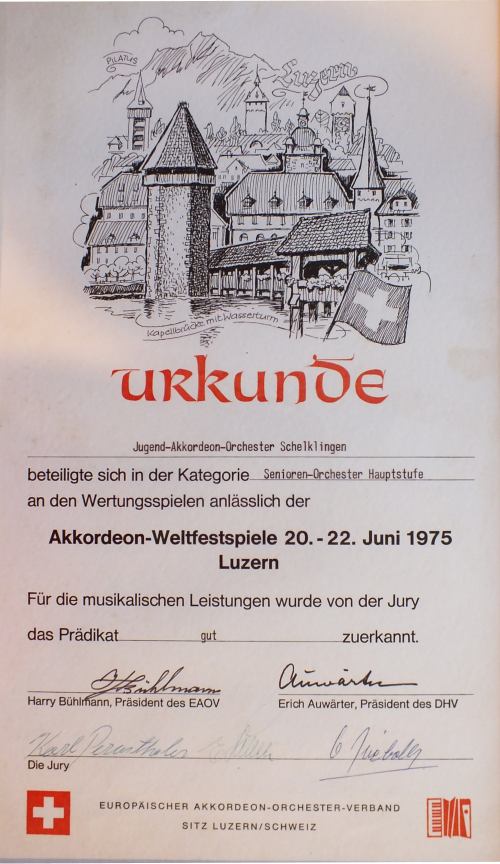 PILATUS
Luzern
Kapellbrücke mit Wasserturm
URKUNDE
Jugend-Akkordeon-Orchester Schelklingen
beteiligte sich in der Kategorie Senioren-Orchester Hauptstufe
an den Wertungsspielen anlässlich der
Akkordeon-Weltfestspiele 20.-22. Juni 1975
Luzern
Für die musikalischen Leistungen wurde von der Jury
das Prädikat gut zuerkannt.
Bühlmann Auwärter
Harry Bühlmann, Präsident des EAOV Erich Auwärter, Präsident des DHV
Karl
Die Jury
EUROPÄISCHER AKKORDEON-ORCHESTER-VERBAND
SITZ LUZERN/SCHWEIZ